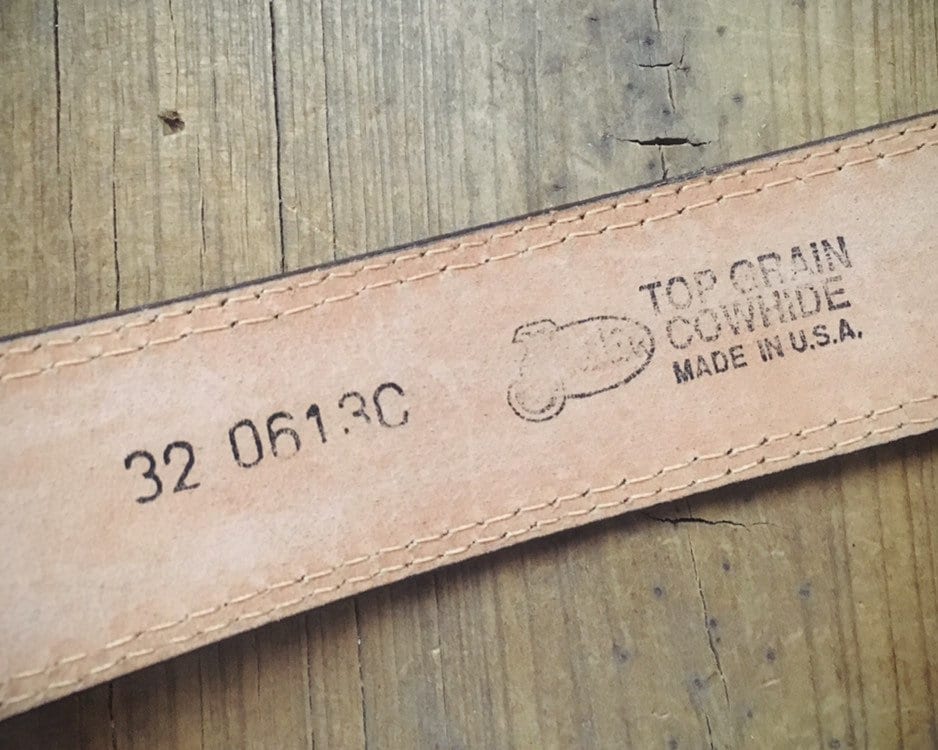 32 0613C
TOP GRAIN
COWHIDE
MADE IN U.S.A.